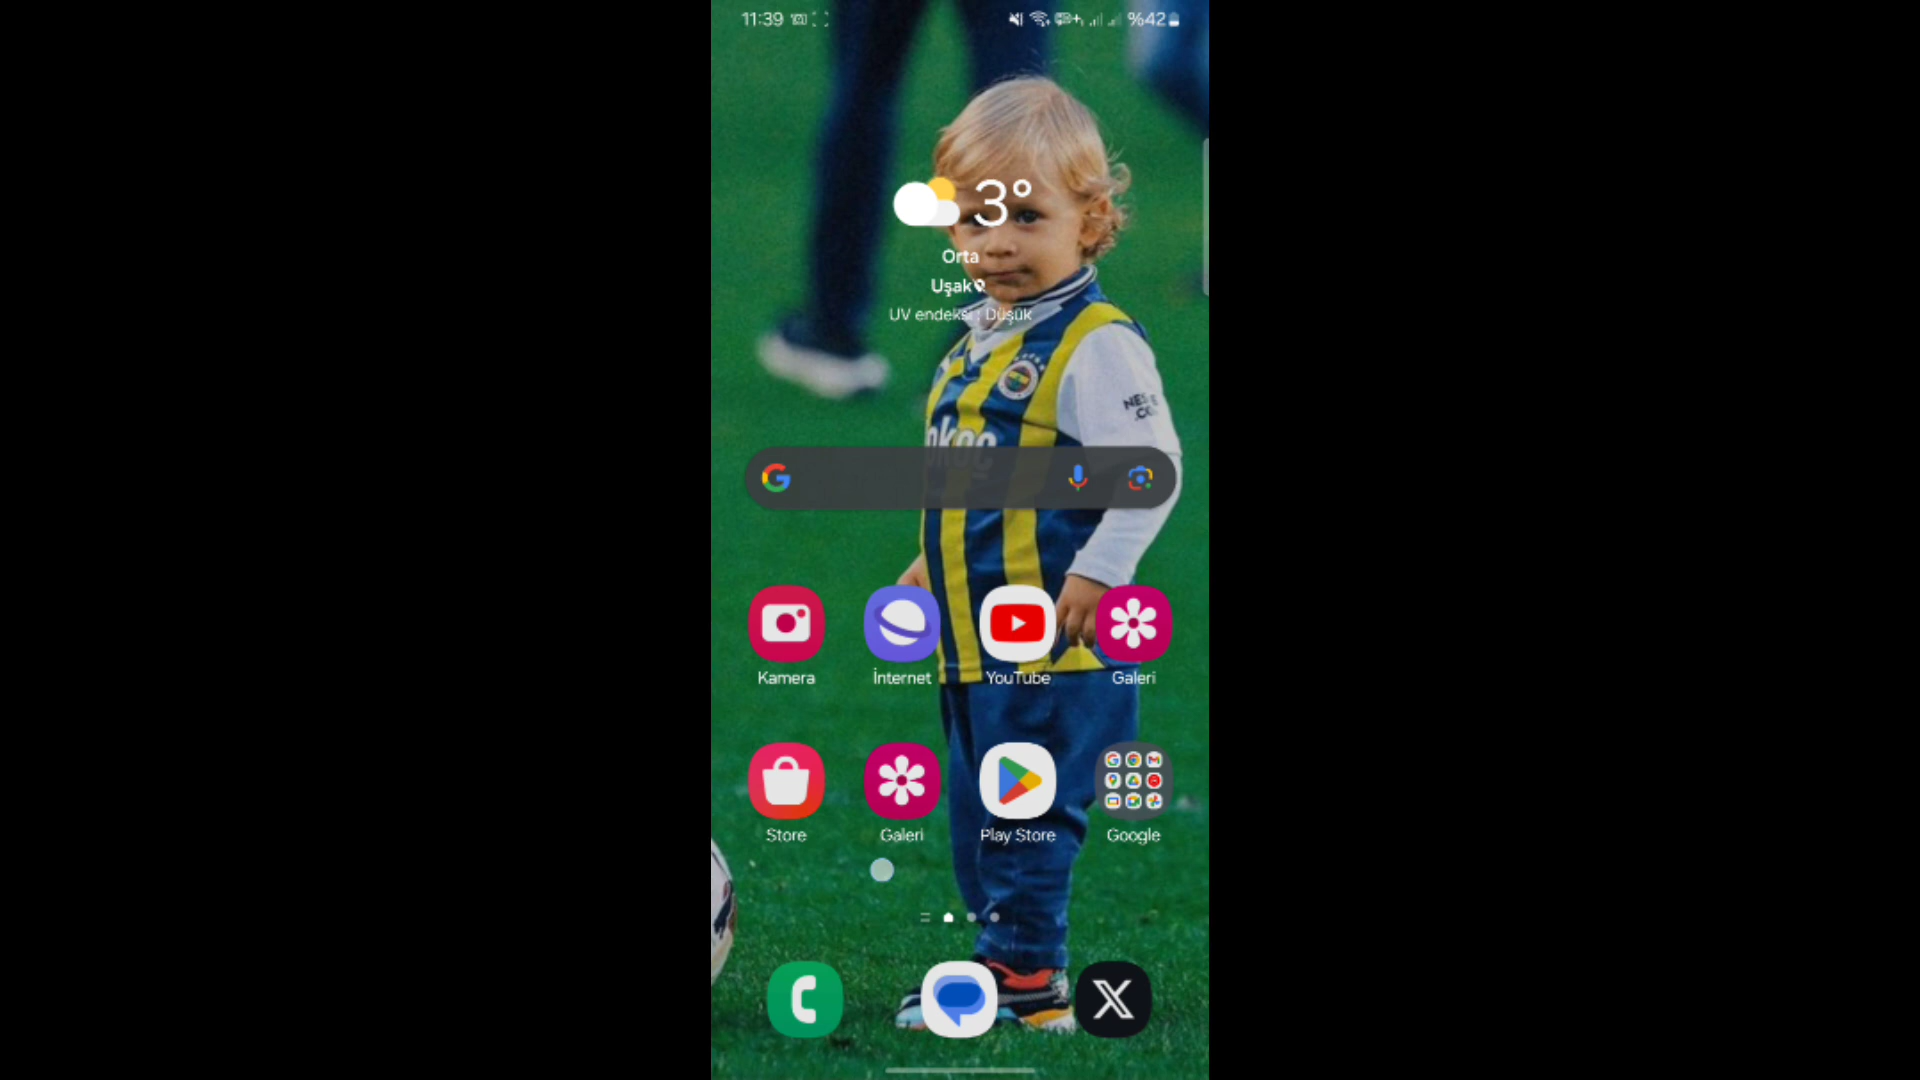 11:39 %42
3°
Orta
Uşak
UV endeksi : Düşük
Kamera İnternet YouTube Galeri
Store Galeri Play Store Google